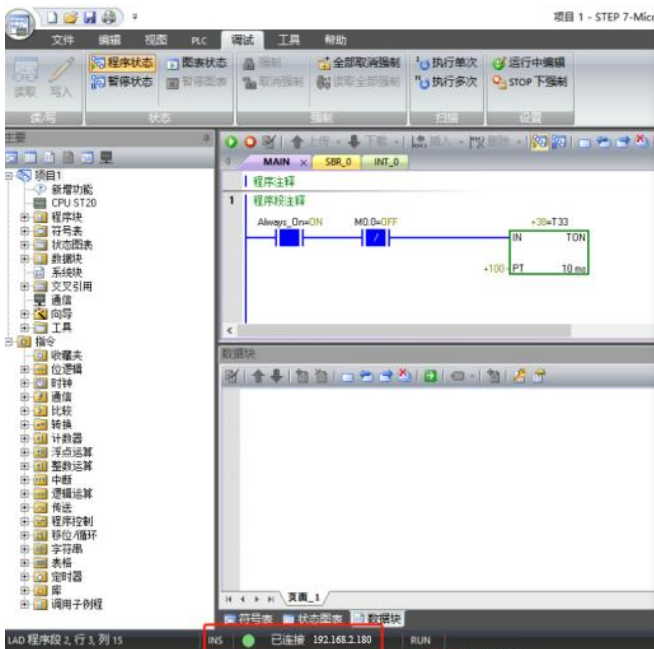 项目 1 - STEP 7-Micr
文件 编辑 视图 PLC 调试 工具 帮助
读取 写入
程序状态 图表状态
暂停状态 暂停图表
强制 全部取消强制
取消强制 读取全部强制
执行单次
执行多次
运行中编辑
STOP 下强制
读/写 状态 强制 扫描 设置
主要
上传 下载 插入 删除
MAIN × SBR_0 INT_0
项目1
新增功能
CPU ST20
程序块
符号表
状态图表
数据块
系统块
交叉引用
通信
向导
工具
指令
收藏夹
位逻辑
时钟
通信
比较
转换
计数器
浮点运算
整数运算
中断
逻辑运算
传送
程序控制
移位/循环
字符串
表格
定时器
库
调用子例程
程序注释
1 程序段注释
Always_On=ON M0.0=OFF +38=T33
IN TON
+100 PT 10 ms
数据块
页面_1
符号表 状态图表 数据块
LAD 程序段 2, 行 3, 列 15 INS 已连接 192.168.2.180 RUN